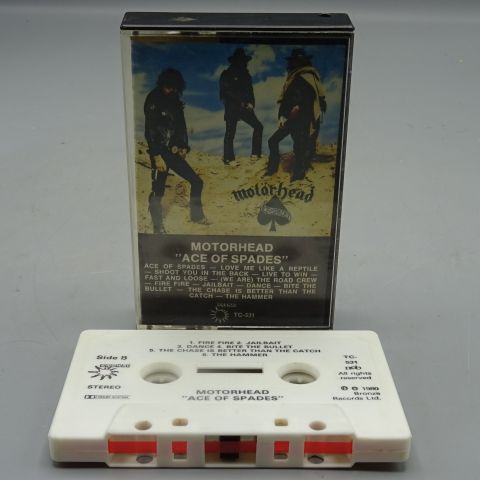 motörhead
MOTORHEAD
"ACE OF SPADES"
ACE OF SPADES — LOVE ME LIKE A REPTILE
— SHOOT YOU IN THE BACK — LIVE TO WIN —
FAST AND LOOSE — (WE ARE) THE ROAD CREW
— FIRE FIRE — JAILBAIT — DANCE — BITE THE
BULLET — THE CHASE IS BETTER THAN THE
CATCH — THE HAMMER
BRONZE
TC-531
1. FIRE FIRE 2. JAILBAIT
3. DANCE 4. BITE THE BULLET
5. THE CHASE IS BETTER THAN THE CATCH
6. THE HAMMER
Side B
STEREO
MOTORHEAD
"ACE OF SPADES"
TC-
531
All rights
reserved
© ℗ 1980
Bronze
Records Ltd.